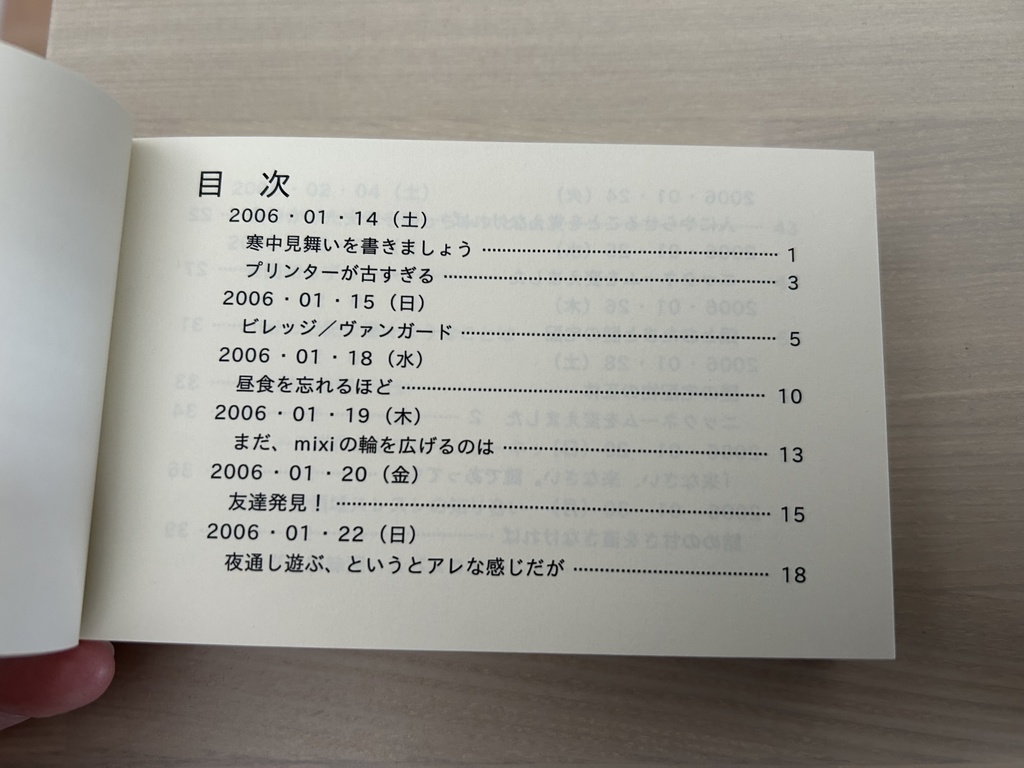 目 次
2006・01・14（土）
寒中見舞いを書きましょう 1
プリンターが古すぎる 3
2006・01・15（日）
ビレッジ／ヴァンガード 5
2006・01・18（水）
昼食を忘れるほど 10
2006・01・19（木）
まだ、mixiの輪を広げるのは 13
2006・01・20（金）
友達発見！ 15
2006・01・22（日）
夜通し遊ぶ、というとアレな感じだが 18